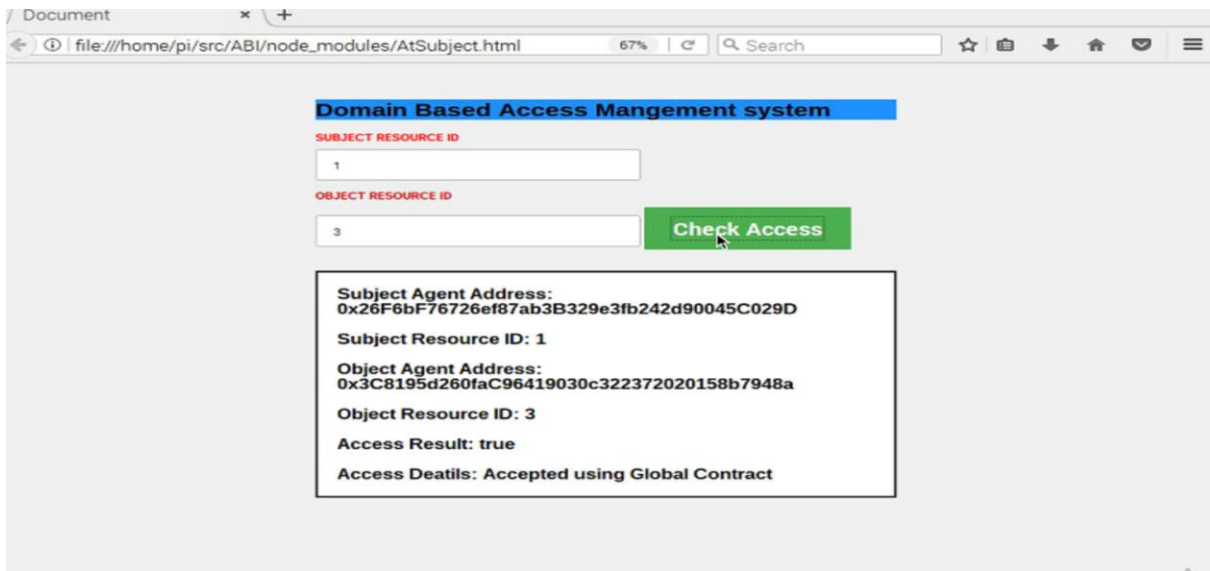 Document
file:///home/pi/src/ABI/node_modules/AtSubject.html 67% Search
Domain Based Access Mangement system
SUBJECT RESOURCE ID
1
OBJECT RESOURCE ID
3 Check Access
Subject Agent Address:
0x26F6bF76726ef87ab3B329e3fb242d90045C029D
Subject Resource ID: 1
Object Agent Address:
0x3C8195d260faC96419030c322372020158b7948a
Object Resource ID: 3
Access Result: true
Access Deatils: Accepted using Global Contract